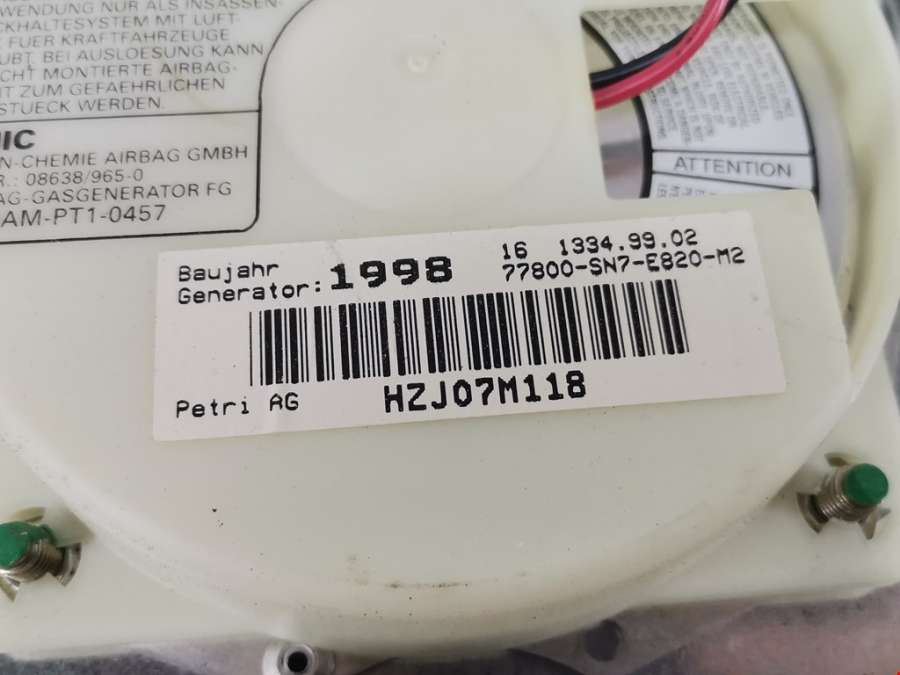 WENDUNG NUR ALS INSASSEN-
CKHALTESYSTEM MIT LUFT-
FUER KRAFTFAHRZEUGE
UBT. BEI AUSLOESUNG KANN
CHT MONTIERTE AIRBAG-
IT ZUM GEFAEHRLICHEN
STUECK WERDEN.
IC
N-CHEMIE AIRBAG GMBH
R.: 08638/965-0
AG-GASGENERATOR FG
AM-PT1-0457
ATTENTION
Baujahr
Generator: 1998
16 1334.99.02
77800-SN7-E820-M2
Petri AG
HZJ07M118